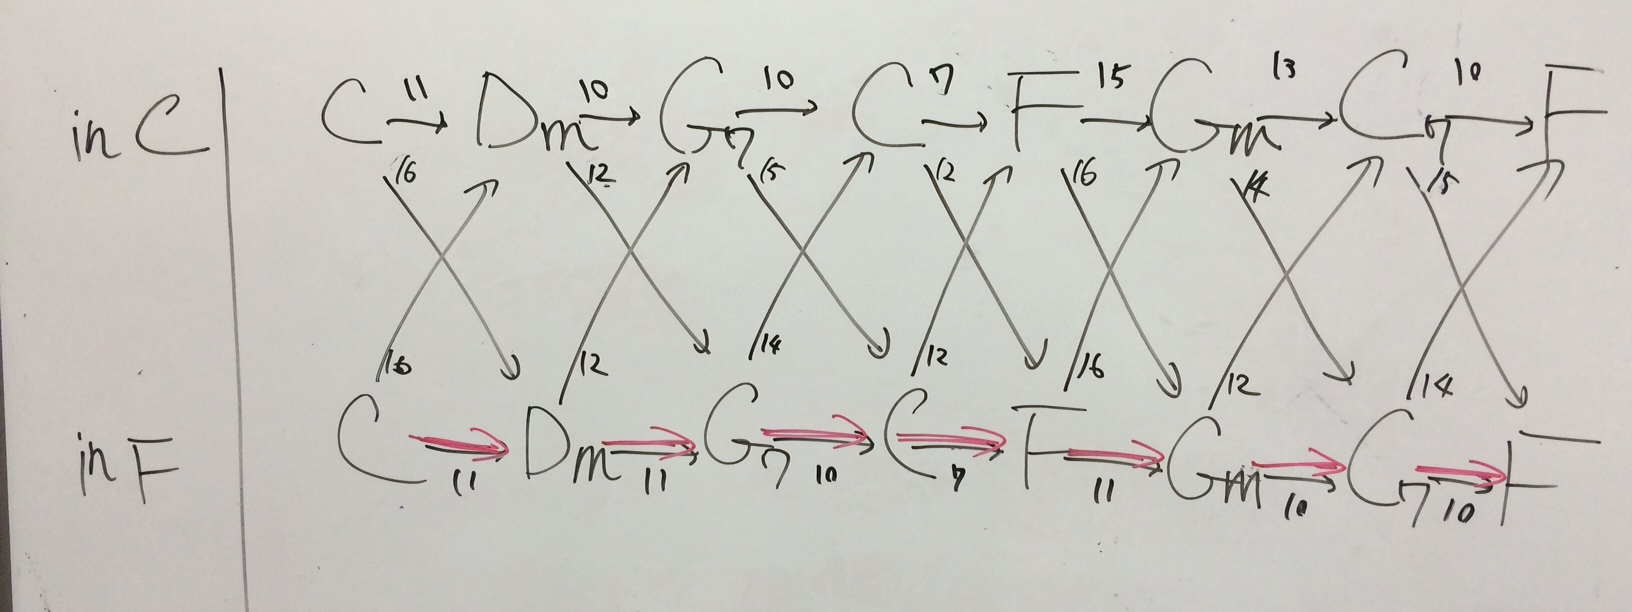 11 10 10 7 15 13 10
in C C Dm G7 C F Gm C7 F
16 12 15 12 16 14 15
16 12 14 12 16 12 14
in F C Dm G7 C F Gm C7 F
11 11 10 7 11 10 10